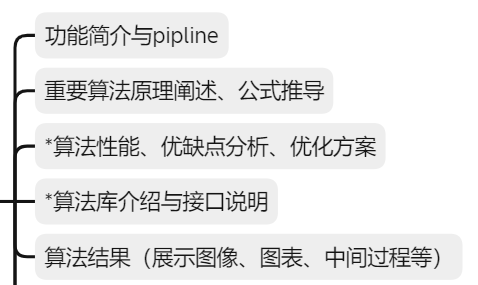 功能简介与pipline
重要算法原理阐述、公式推导
*算法性能、优缺点分析、优化方案
*算法库介绍与接口说明
算法结果（展示图像、图表、中间过程等）